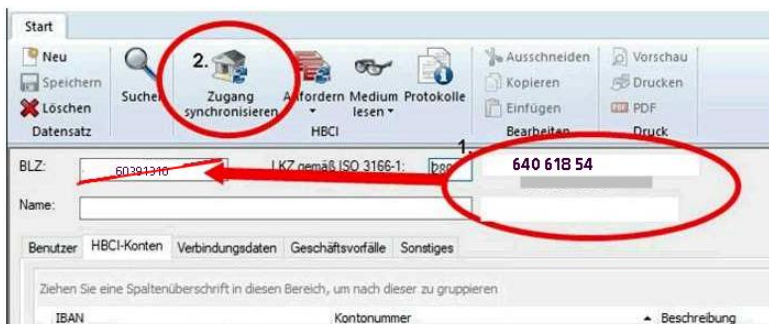 Start
Neu
Speichern
Löschen
Datensatz
Suchen
2.
Zugang
synchronisieren
Anfordern
Medium
lesen
Protokolle
HBCI
Ausschneiden
Kopieren
Einfügen
Bearbeiten
Vorschau
Drucken
PDF
Druck
1.
BLZ:
60391310
LKZ gemäß ISO 3166-1:
640 618 54
Name:
Benutzer HBCI-Konten Verbindungsdaten Geschäftsvorfälle Sonstiges
Ziehen Sie eine Spaltenüberschrift in diesen Bereich, um nach dieser zu gruppieren
IBAN Kontonummer Beschreibung